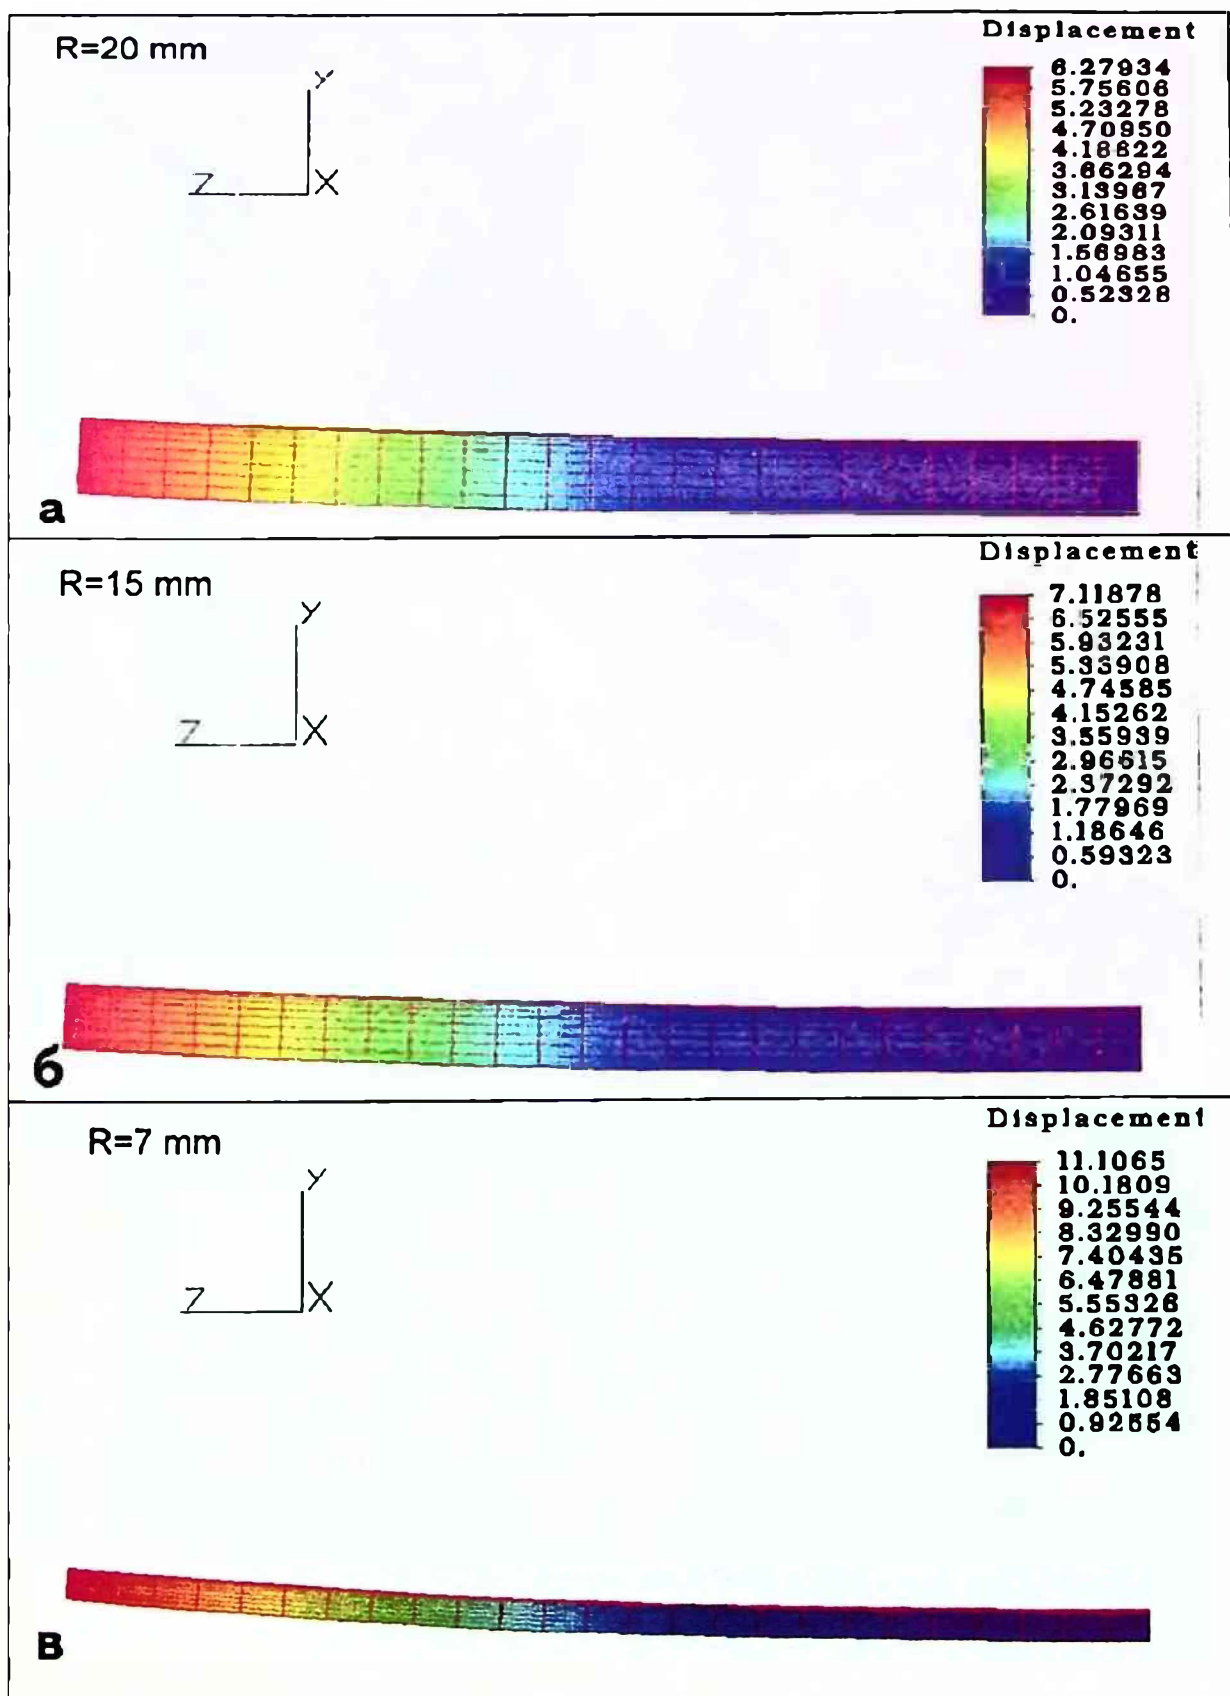 R=20 mm
Y
Z
X
Displacement
6.27934
5.75606
5.23278
4.70950
4.18622
3.66294
3.13967
2.61639
2.09311
1.56983
1.04655
0.52328
0.
а
R=15 mm
Y
Z
X
Displacement
7.11878
6.52555
5.93231
5.33908
4.74585
4.15262
3.55939
2.96615
2.37292
1.77969
1.18646
0.59323
0.
б
R=7 mm
Y
Z
X
Displacement
11.1065
10.1809
9.25544
8.32990
7.40435
6.47881
5.55326
4.62772
3.70217
2.77663
1.85108
0.92554
0.
в